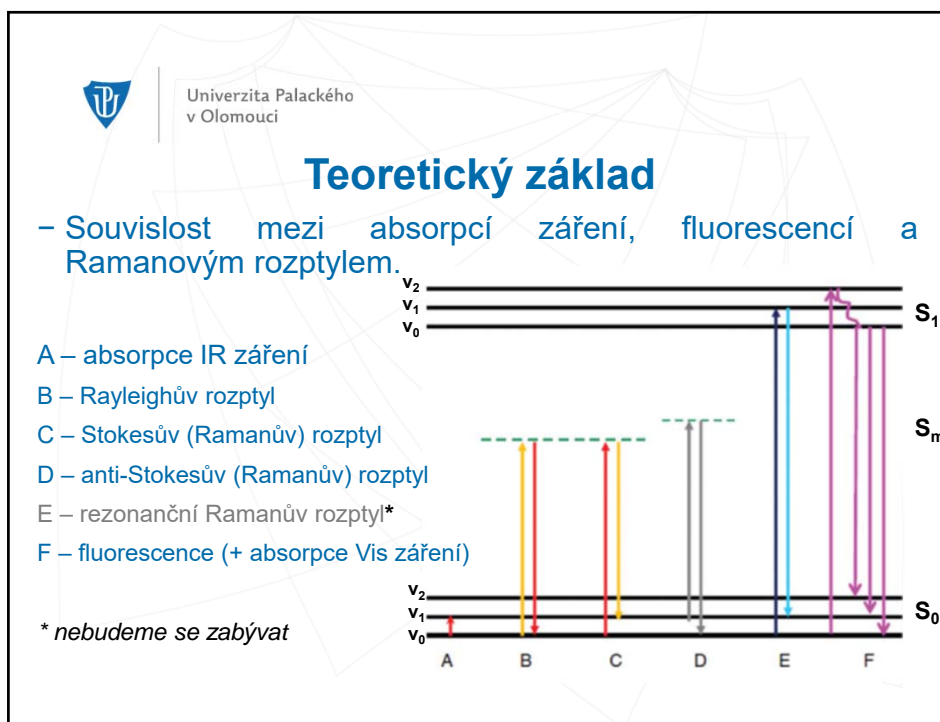 Univerzita Palackého
v Olomouci
Teoretický základ
− Souvislost mezi absorpcí záření, fluorescencí a
Ramanovým rozptylem.
v2
v1
v0
S1
A – absorpce IR záření
B – Rayleighův rozptyl
C – Stokesův (Ramanův) rozptyl
Sm
D – anti-Stokesův (Ramanův) rozptyl
E – rezonanční Ramanův rozptyl*
F – fluorescence (+ absorpce Vis záření)
v2
v1
v0
S0
* nebudeme se zabývat
A B C D E F